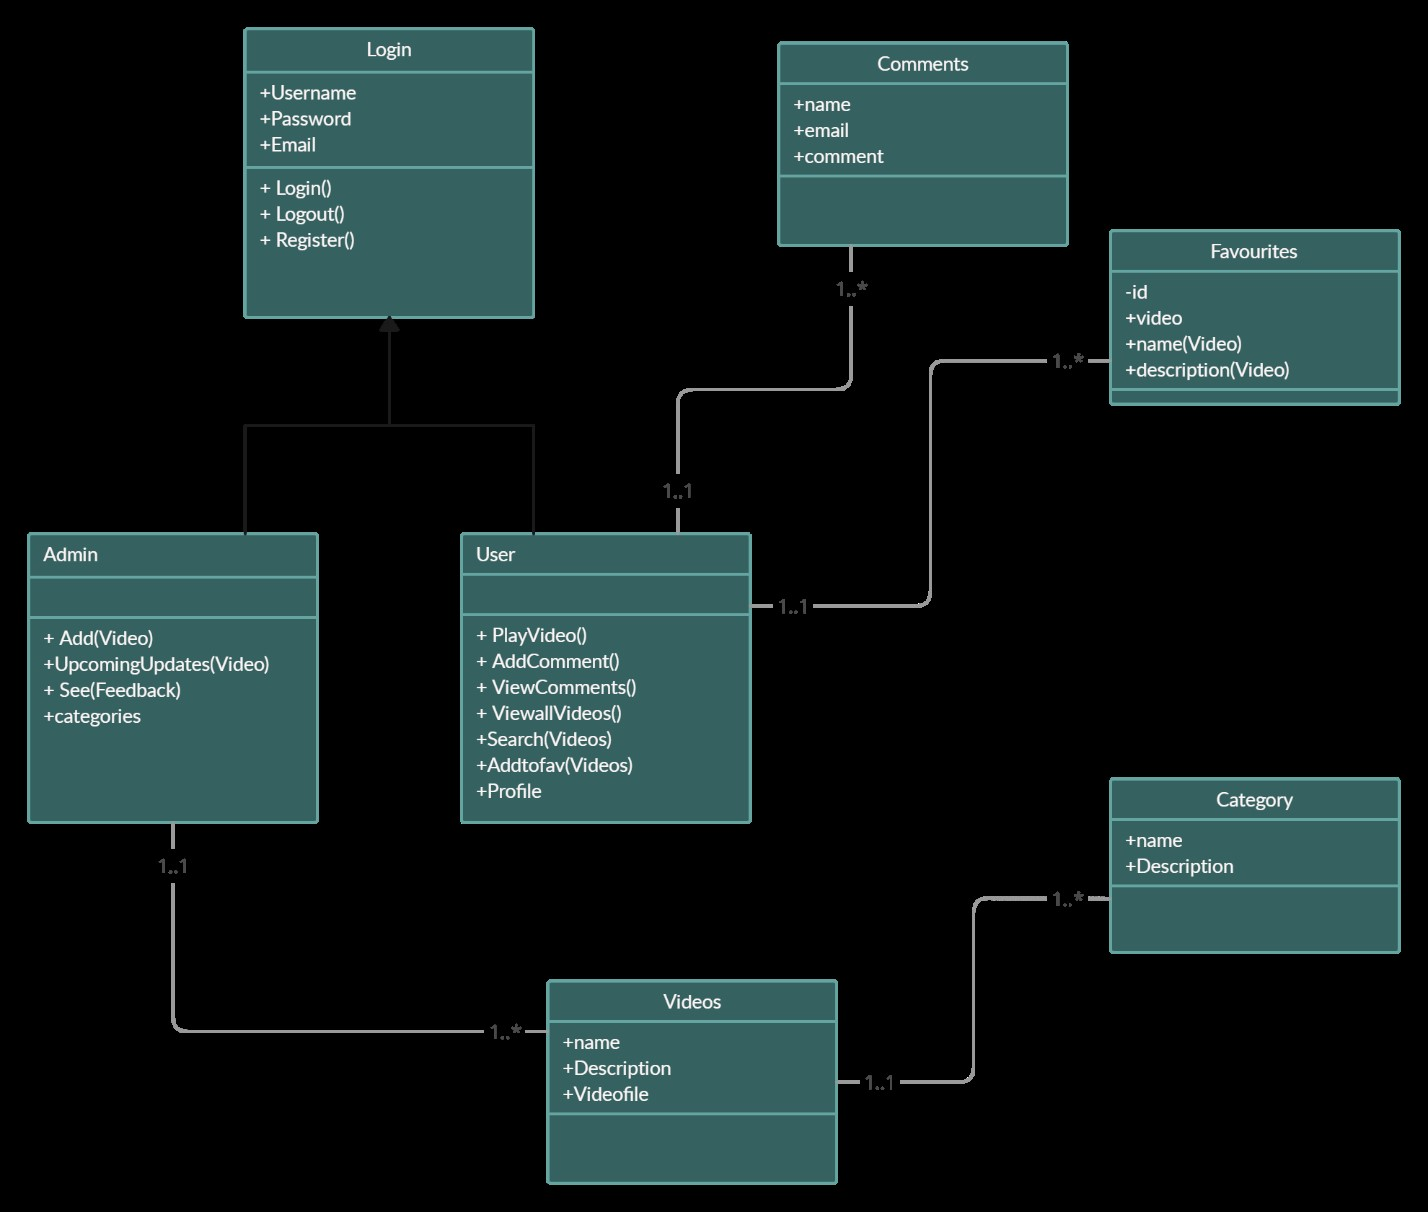 Login
+Username
+Password
+Email
+ Login()
+ Logout()
+ Register()
Comments
+name
+email
+comment
1..*
Favourites
-id
+video
+name(Video)
+description(Video)
1..*
1..1
Admin
+ Add(Video)
+UpcomingUpdates(Video)
+ See(Feedback)
+categories
User
+ PlayVideo()
+ AddComment()
+ ViewComments()
+ ViewallVideos()
+Search(Videos)
+Addtofav(Videos)
+Profile
1..1
Category
+name
+Description
1..1
1..*
Videos
+name
+Description
+Videofile
1..*
1..1